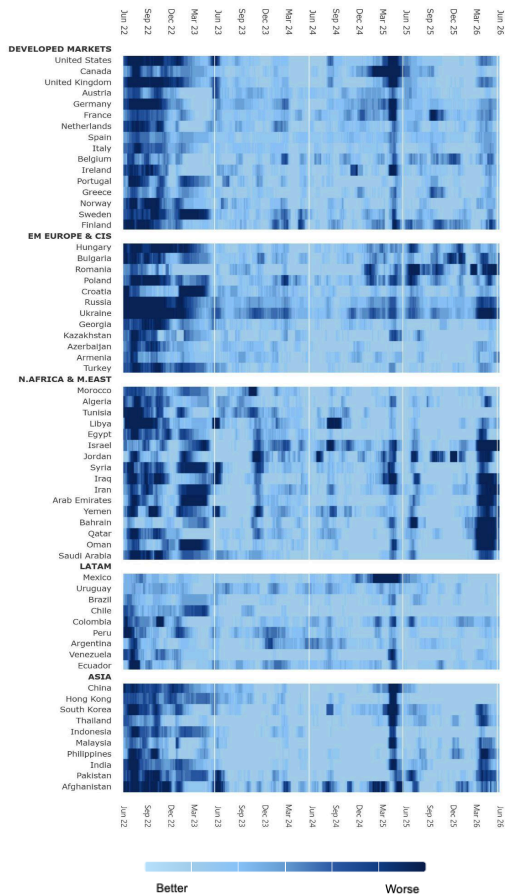 Jun 22 Sep 22 Dec 22 Mar 23 Jun 23 Sep 23 Dec 23 Mar 24 Jun 24 Sep 24 Dec 24 Mar 25 Jun 25 Sep 25 Dec 25 Mar 26 Jun 26
DEVELOPED MARKETS
United States
Canada
United Kingdom
Austria
Germany
France
Netherlands
Spain
Italy
Belgium
Ireland
Portugal
Greece
Norway
Sweden
Finland
EM EUROPE & CIS
Hungary
Bulgaria
Romania
Poland
Croatia
Russia
Ukraine
Georgia
Kazakhstan
Azerbaijan
Armenia
Turkey
N.AFRICA & M.EAST
Morocco
Algeria
Tunisia
Libya
Egypt
Israel
Jordan
Syria
Iraq
Iran
Arab Emirates
Yemen
Bahrain
Qatar
Oman
Saudi Arabia
LATAM
Mexico
Uruguay
Brazil
Chile
Colombia
Peru
Argentina
Venezuela
Ecuador
ASIA
China
Hong Kong
South Korea
Thailand
Indonesia
Malaysia
Philippines
India
Pakistan
Afghanistan
Jun 22 Sep 22 Dec 22 Mar 23 Jun 23 Sep 23 Dec 23 Mar 24 Jun 24 Sep 24 Dec 24 Mar 25 Jun 25 Sep 25 Dec 25 Mar 26 Jun 26
Better Worse